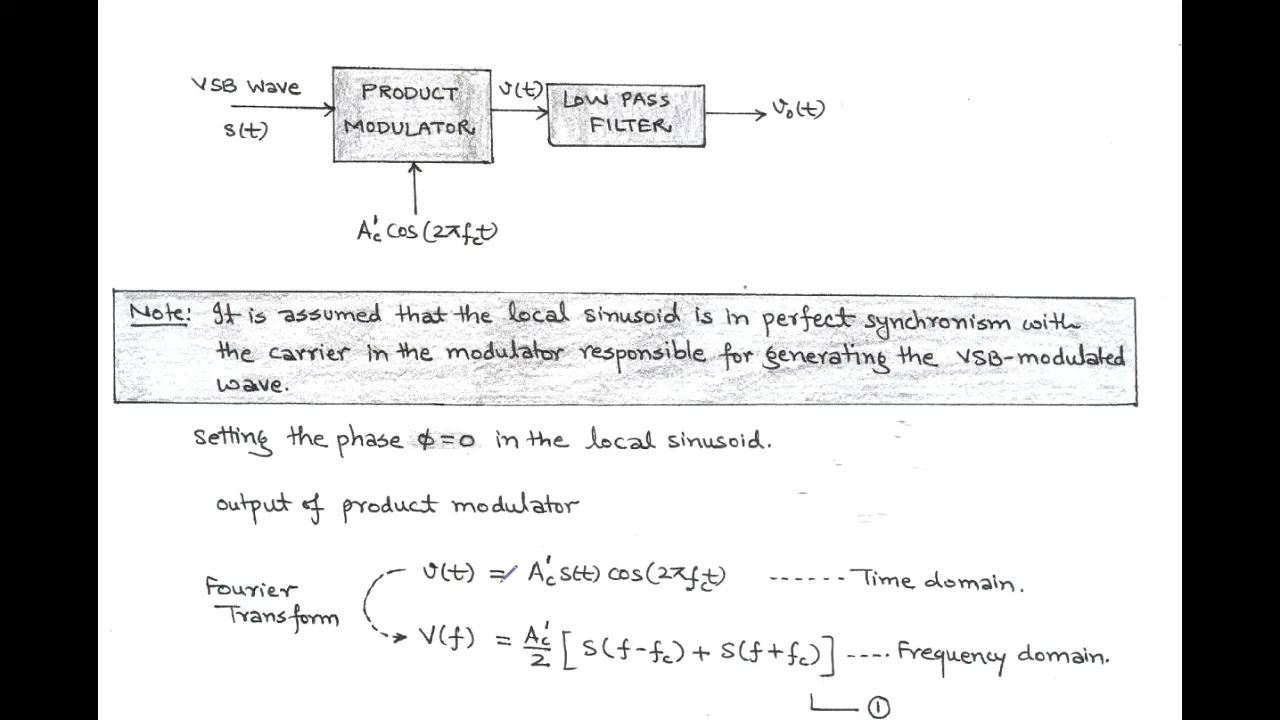 VSB Wave
s(t)
PRODUCT
MODULATOR
v(t)
LOW PASS
FILTER
v₀(t)
A'c cos(2πfct)
Note: It is assumed that the local sinusoid is in perfect synchronism with
the carrier in the modulator responsible for generating the VSB-modulated
wave.
setting the phase ϕ=0 in the local sinusoid.
output of product modulator
Fourier
Transform
v(t) = A'c s(t) cos(2πfct) ------ Time domain.
V(f) = A'c/2 [S(f-fc) + S(f+fc)] ---- Frequency domain.
①